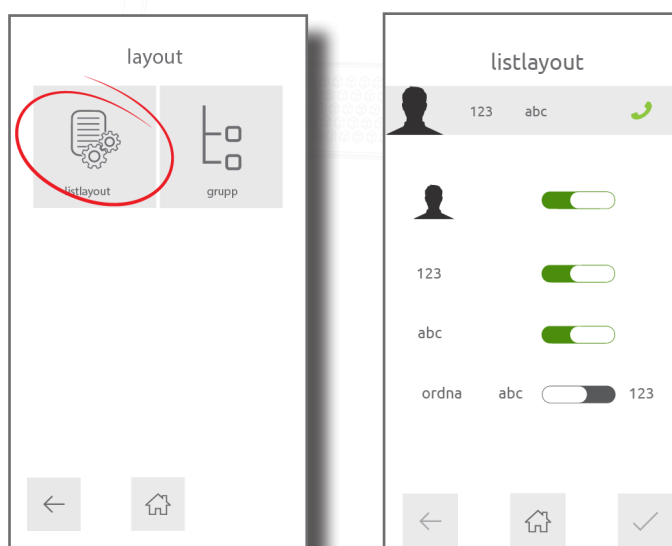 layout
listlayout
grupp
listlayout
123 abc
123
abc
ordna abc 123